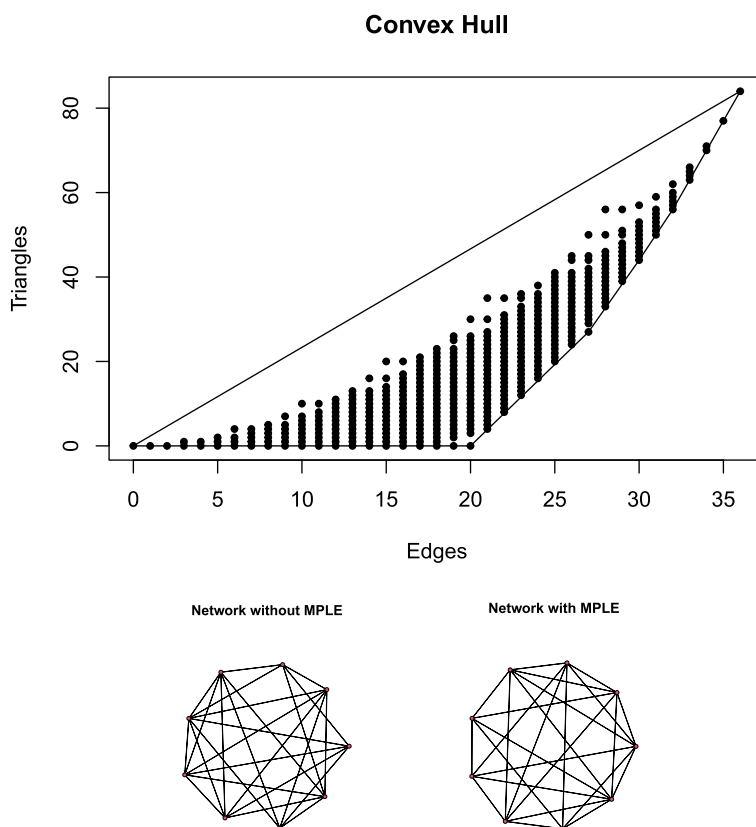 Convex Hull
Triangles
80
60
40
20
0
0 5 10 15 20 25 30 35
Edges
Network without MPLE
Network with MPLE